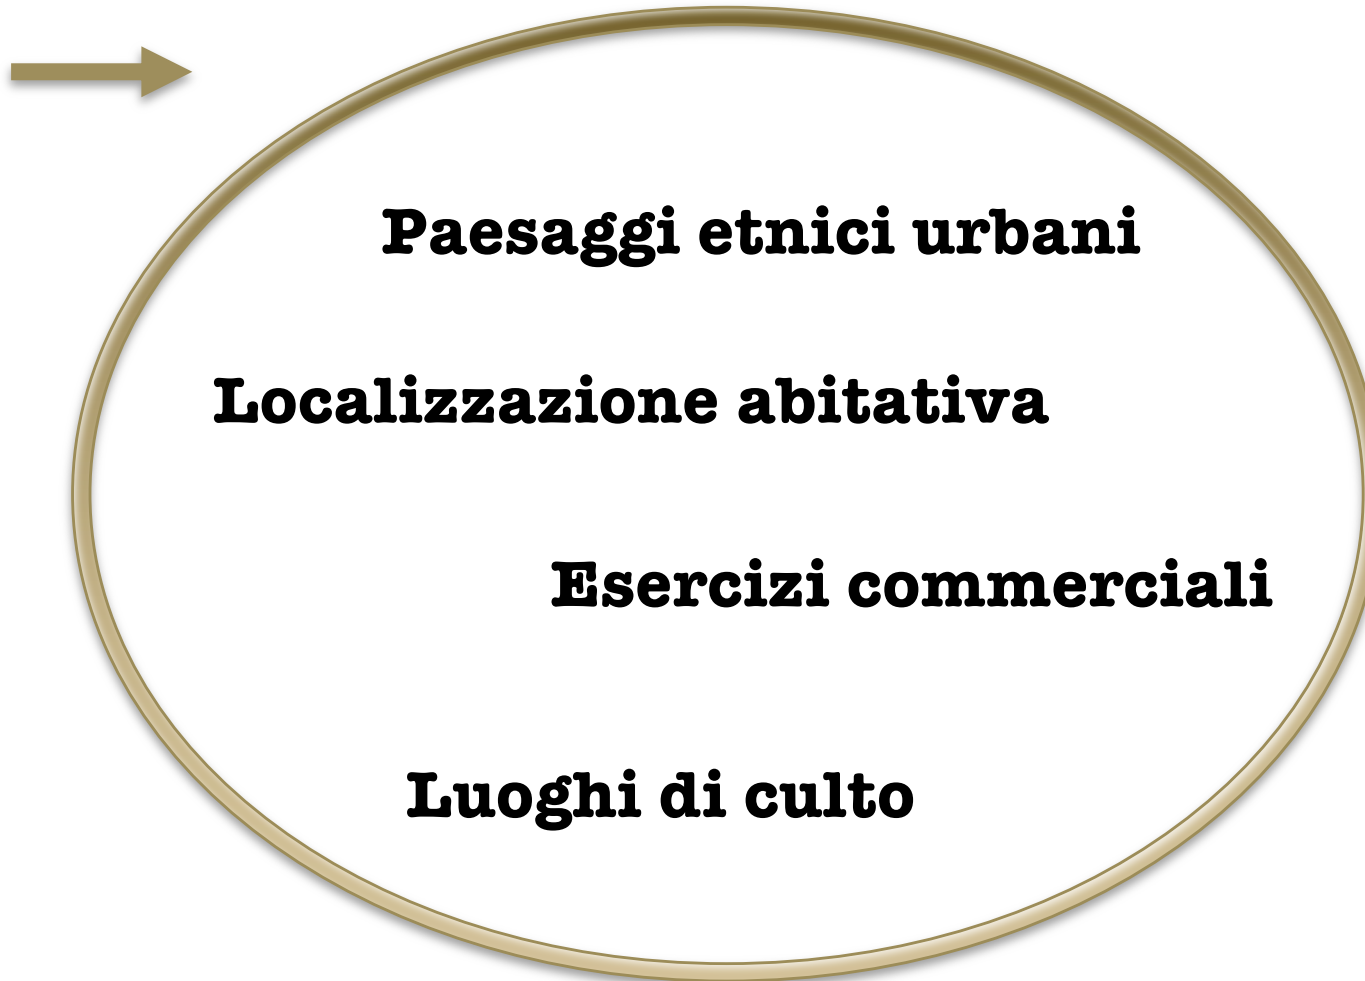 Paesaggi etnici urbani
Localizzazione abitativa
Esercizi commerciali
Luoghi di culto